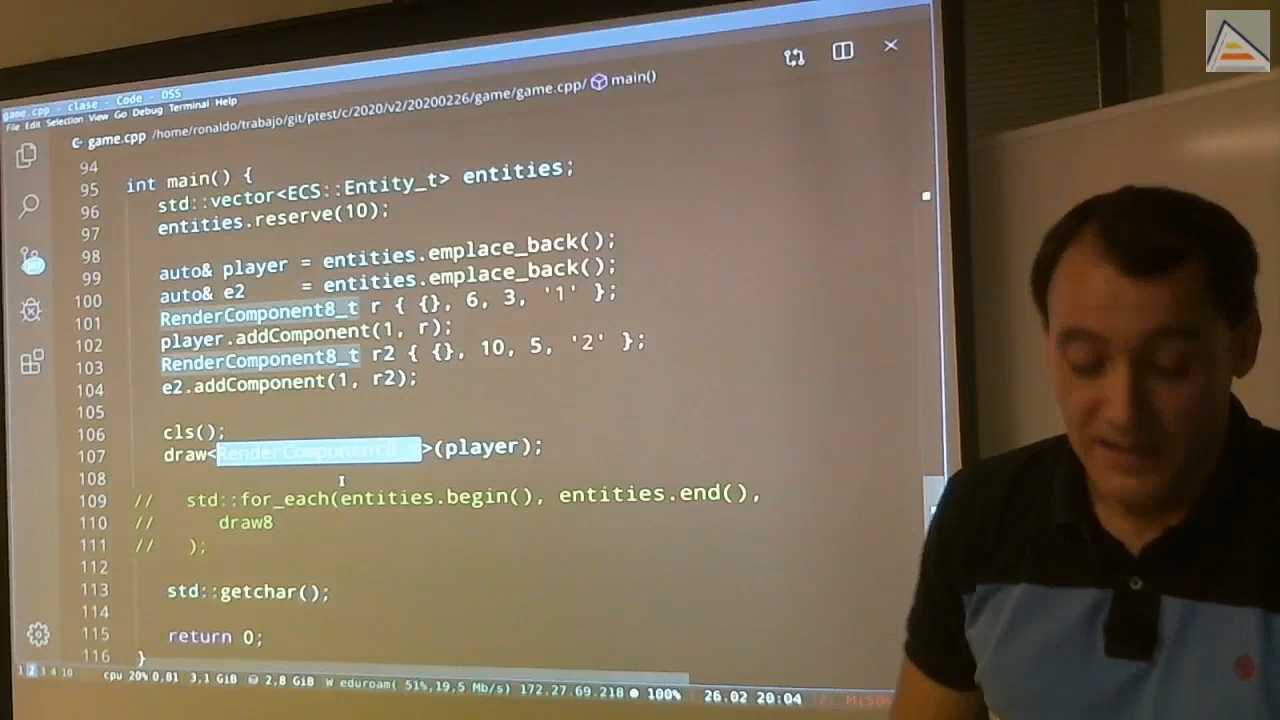 game.cpp - clase - Code - OSS
File Edit Selection View Go Debug Terminal Help
game.cpp /home/ronaldo/trabajo/git/ptest/c/2020/v2/20200226/game/game.cpp/ main()
94
95 int main() {
96 std::vector<ECS::Entity_t> entities;
97 entities.reserve(10);
98
99 auto& player = entities.emplace_back();
100 auto& e2 = entities.emplace_back();
101 RenderComponent8_t r { {}, 6, 3, '1' };
102 player.addComponent(1, r);
103 RenderComponent8_t r2 { {}, 10, 5, '2' };
104 e2.addComponent(1, r2);
105
106 cls();
107 draw<RenderComponent8_t>(player);
108
109 // std::for_each(entities.begin(), entities.end(),
110 // draw8
111 // );
112
113 std::getchar();
114
115 return 0;
116 }
1 2 3 4 10 cpu 20% 0,81 3,1 GiB 2,8 GiB W eduroam( 51%,19,5 Mb/s) 172.27.69.218 100% 26.02 20:04